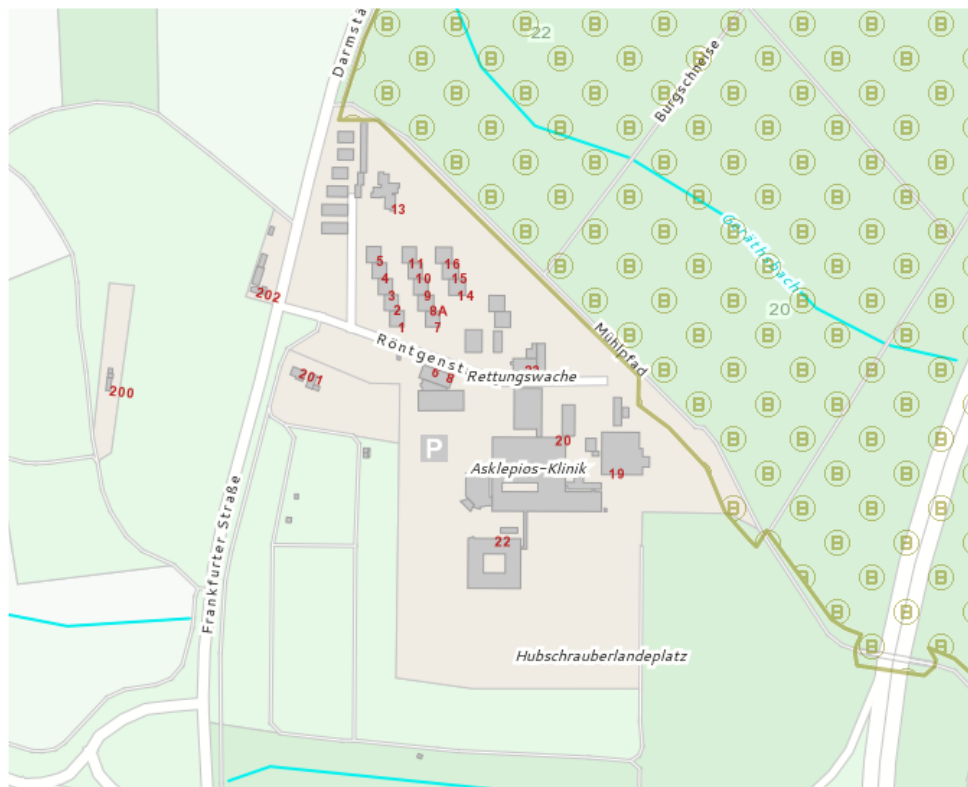 22
Darmstä
Burgschneise
13
Geräthsbach
5
11
16
4
10
15
3
9
14
202
2
8A
1
7
20
Röntgenst
Mühlpfad
201
6
8
Rettungswache
200
P
20
Asklepios-Klinik
19
Frankfurter Straße
22
Hubschrauberlandeplatz